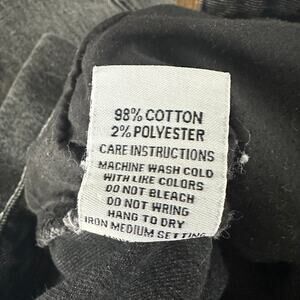 98% COTTON
2% POLYESTER
CARE INSTRUCTIONS
MACHINE WASH COLD
WITH LIKE COLORS
DO NOT BLEACH
DO NOT WRING
HANG TO DRY
IRON MEDIUM SETTING